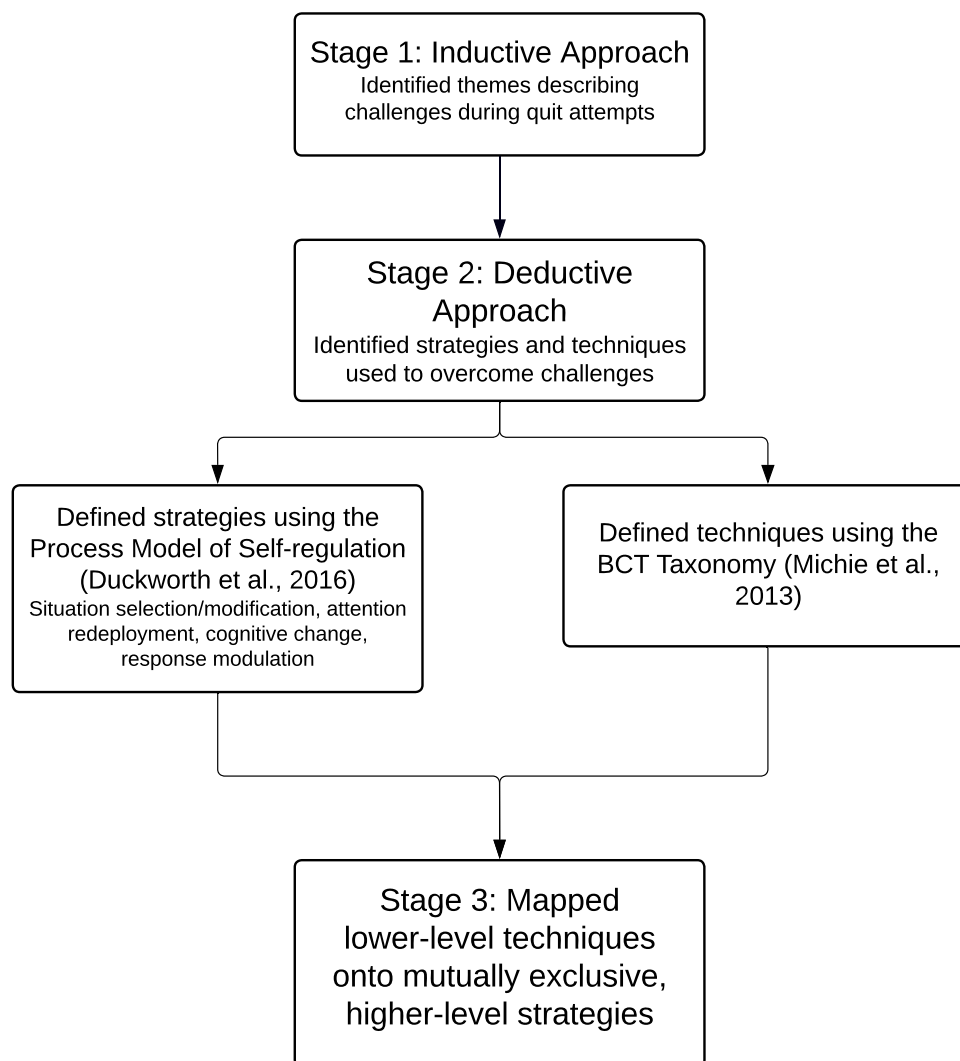 Stage 1: Inductive Approach
Identified themes describing
challenges during quit attempts
Stage 2: Deductive
Approach
Identified strategies and techniques
used to overcome challenges
Defined strategies using the
Process Model of Self-regulation
(Duckworth et al., 2016)
Situation selection/modification, attention
redeployment, cognitive change,
response modulation
Defined techniques using the
BCT Taxonomy (Michie et al.,
2013)
Stage 3: Mapped
lower-level techniques
onto mutually exclusive,
higher-level strategies